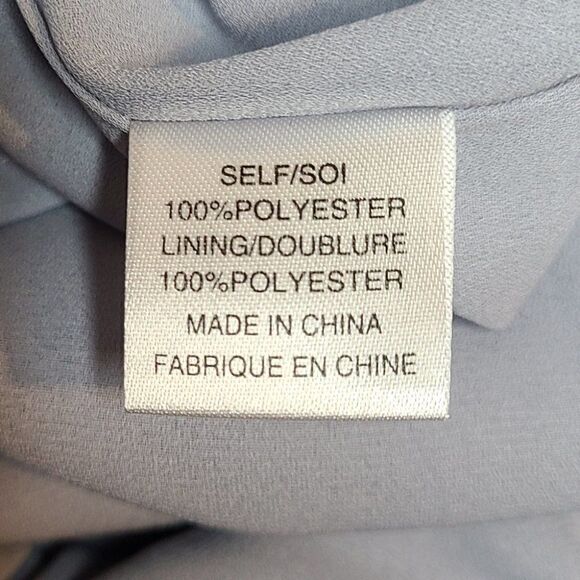 SELF/SOI
100%POLYESTER
LINING/DOUBLURE
100%POLYESTER
MADE IN CHINA
FABRIQUE EN CHINE